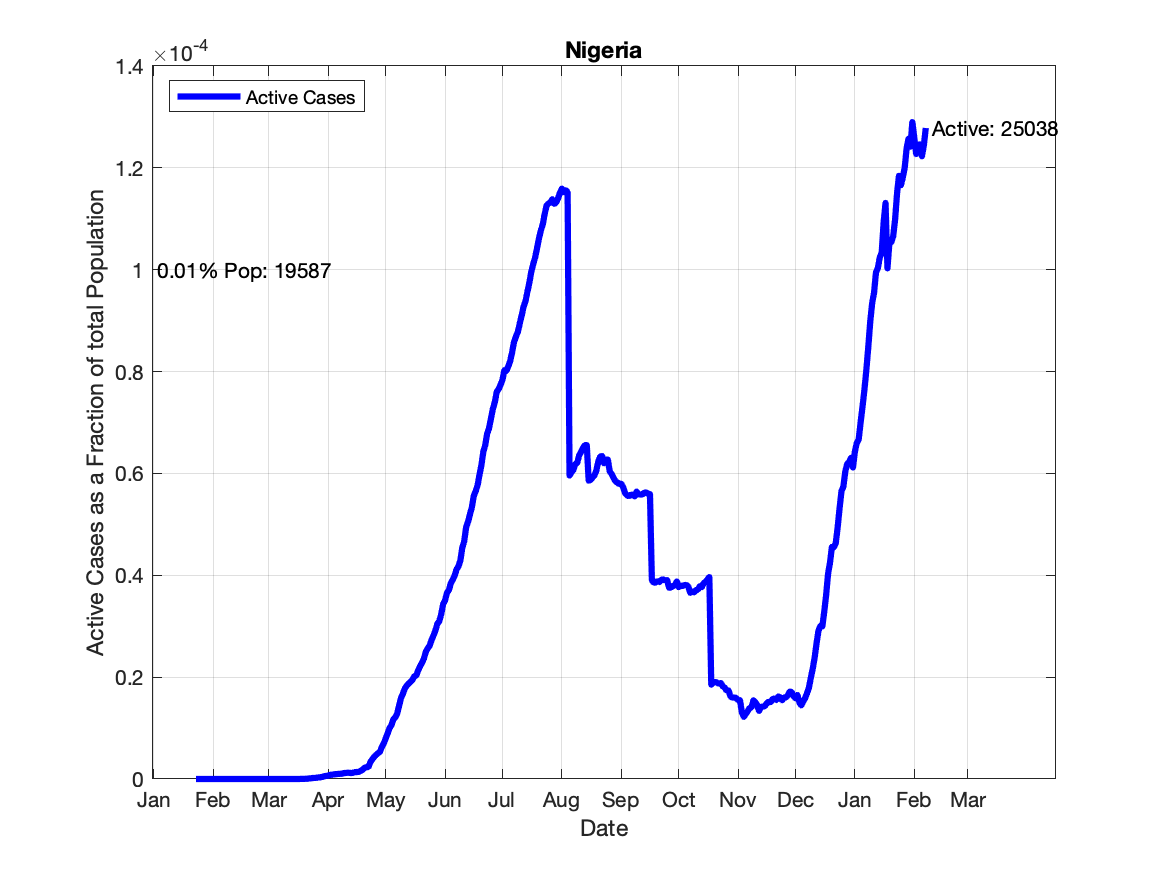 Nigeria
×10-4
1.4
1.2
1
0.8
0.6
0.4
0.2
0
Active Cases as a Fraction of total Population
Active Cases
Active: 25038
0.01% Pop: 19587
Jan Feb Mar Apr May Jun Jul Aug Sep Oct Nov Dec Jan Feb Mar
Date